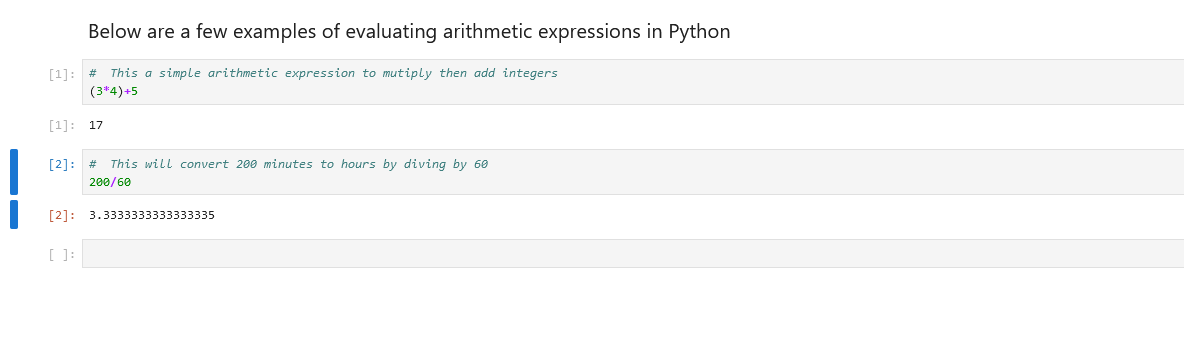 Below are a few examples of evaluating arithmetic expressions in Python
[1]: #  This a simple arithmetic expression to mutiply then add integers
(3*4)+5
[1]: 17
[2]: #  This will convert 200 minutes to hours by diving by 60
200/60
[2]: 3.3333333333333335
[ ]: